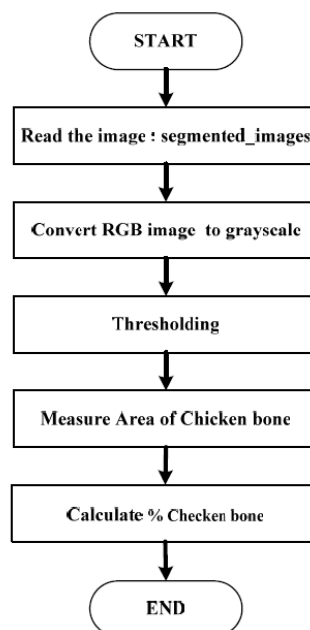 START
Read the image : segmented_images
Convert RGB image to grayscale
Thresholding
Measure Area of Chicken bone
Calculate % Checken bone
END